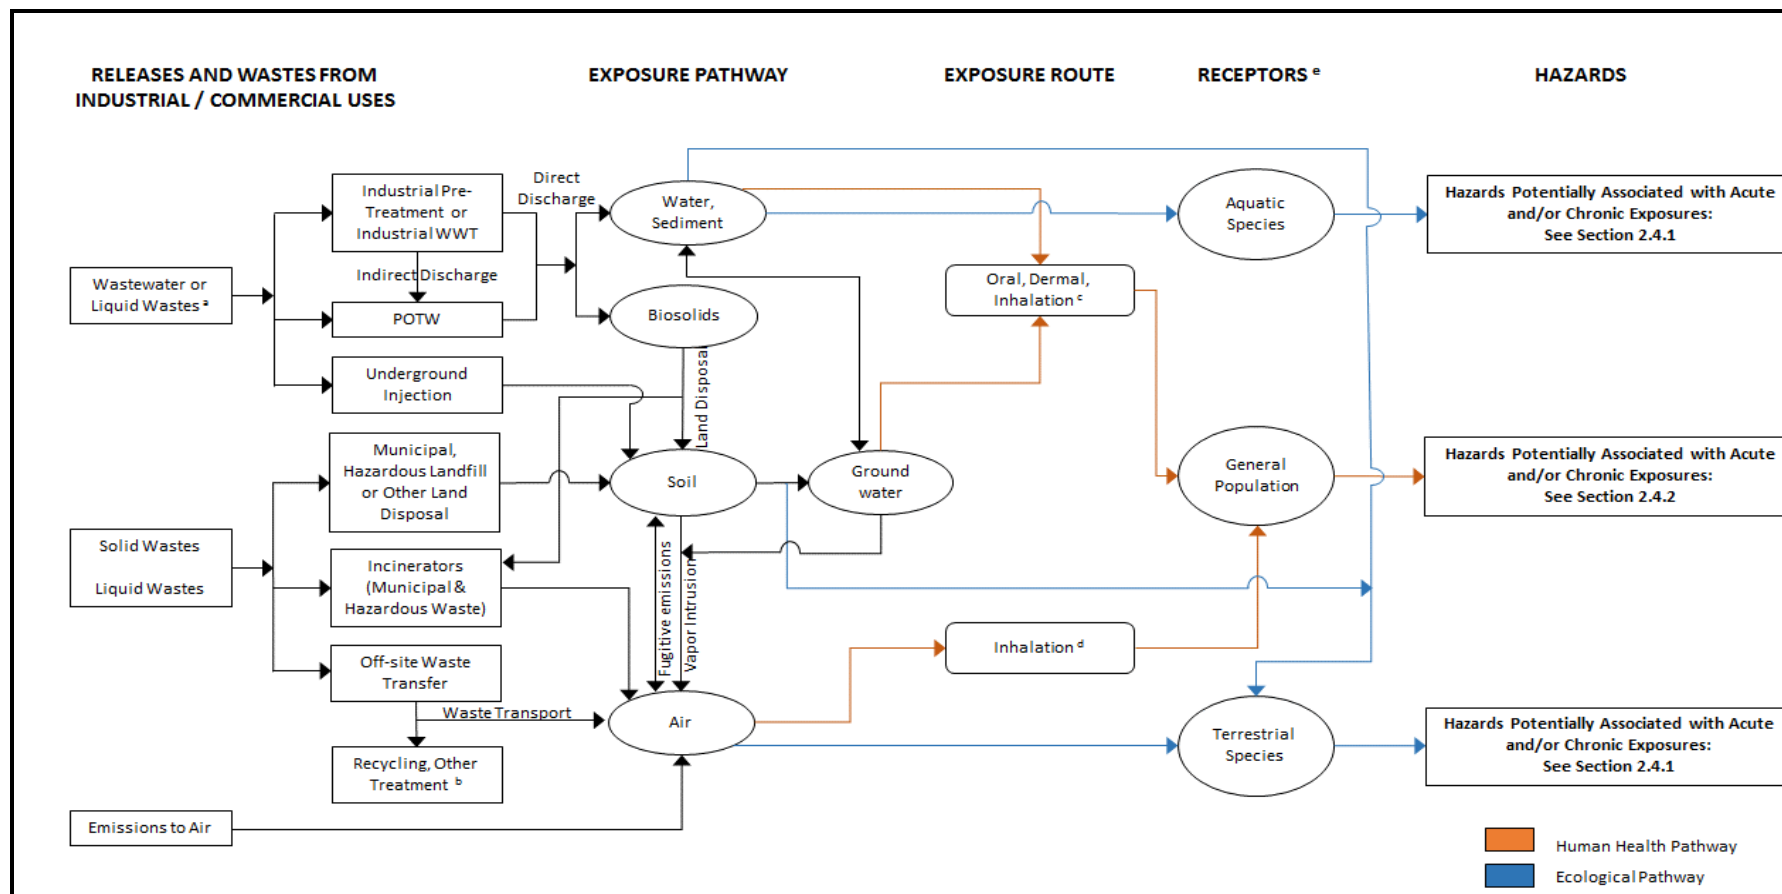 RELEASES AND WASTES FROM
INDUSTRIAL / COMMERCIAL USES
EXPOSURE PATHWAY
EXPOSURE ROUTE
RECEPTORS e
HAZARDS
Industrial Pre-
Treatment or
Industrial WWT
Direct
Discharge
Water,
Sediment
Aquatic
Species
Hazards Potentially Associated with Acute
and/or Chronic Exposures:
See Section 2.4.1
Wastewater or
Liquid Wastes a
Indirect Discharge
POTW
Biosolids
Oral, Dermal,
Inhalation c
Underground
Injection
Land Disposal
Municipal,
Hazardous Landfill
or Other Land
Disposal
Soil
Ground
water
General
Population
Hazards Potentially Associated with Acute
and/or Chronic Exposures:
See Section 2.4.2
Solid Wastes
Liquid Wastes
Incinerators
(Municipal &
Hazardous Waste)
Fugitive emissions
Vapor Intrusion
Off-site Waste
Transfer
Inhalation d
Waste Transport
Air
Terrestrial
Species
Hazards Potentially Associated with Acute
and/or Chronic Exposures:
See Section 2.4.1
Recycling, Other
Treatment b
Emissions to Air
Human Health Pathway
Ecological Pathway